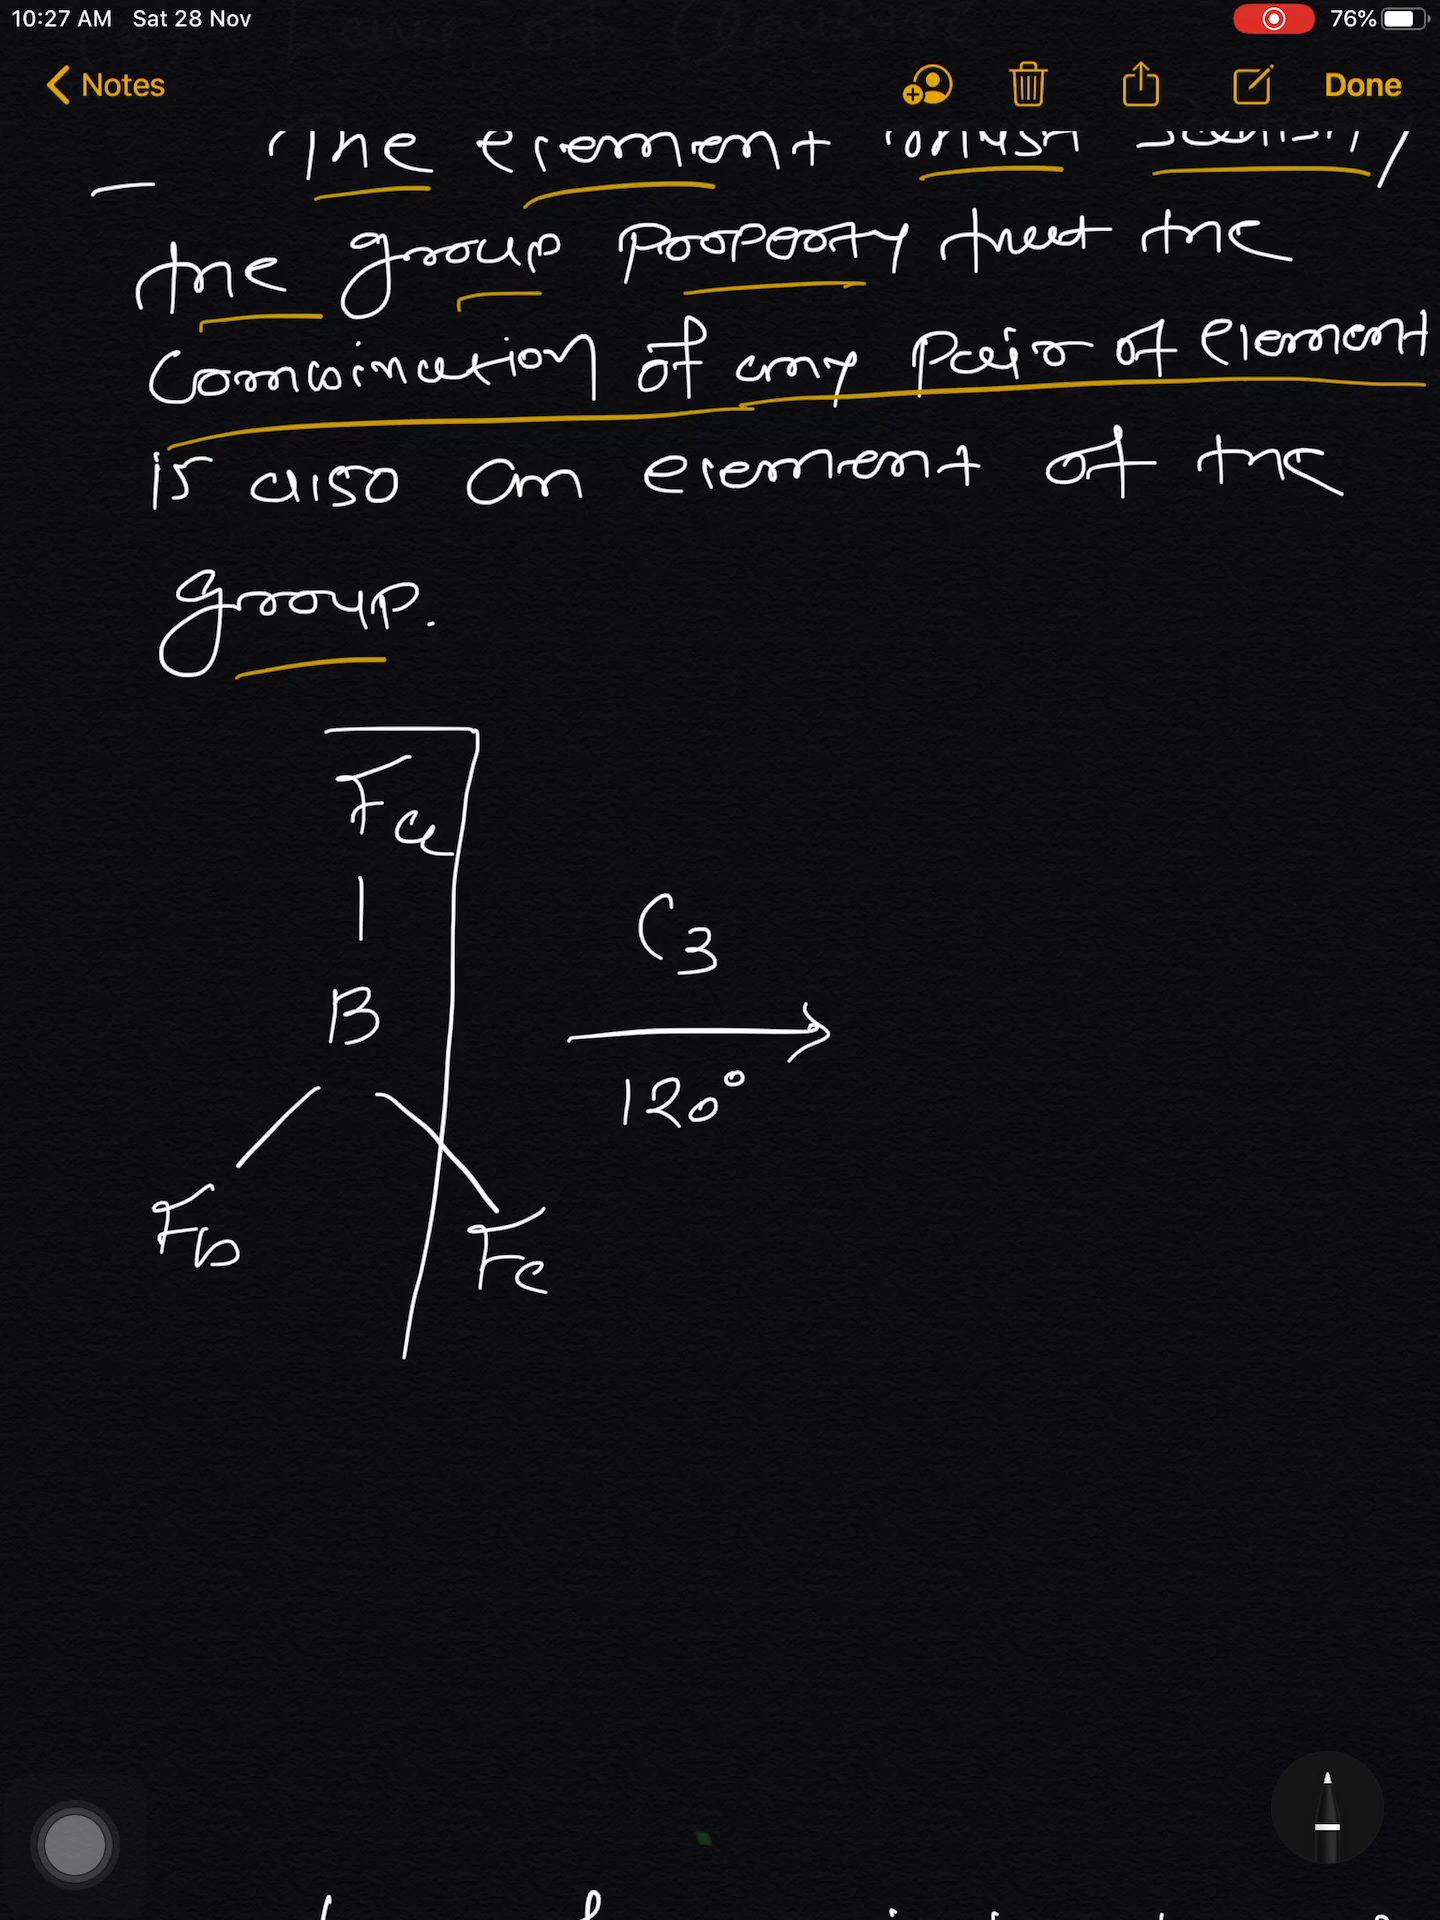 10:27 AM Sat 28 Nov 76%
Notes Done
The element
the group property that the
combination of any pair of element
is also an element of the
group.
Fa
B
Fb Fc
C3
120°